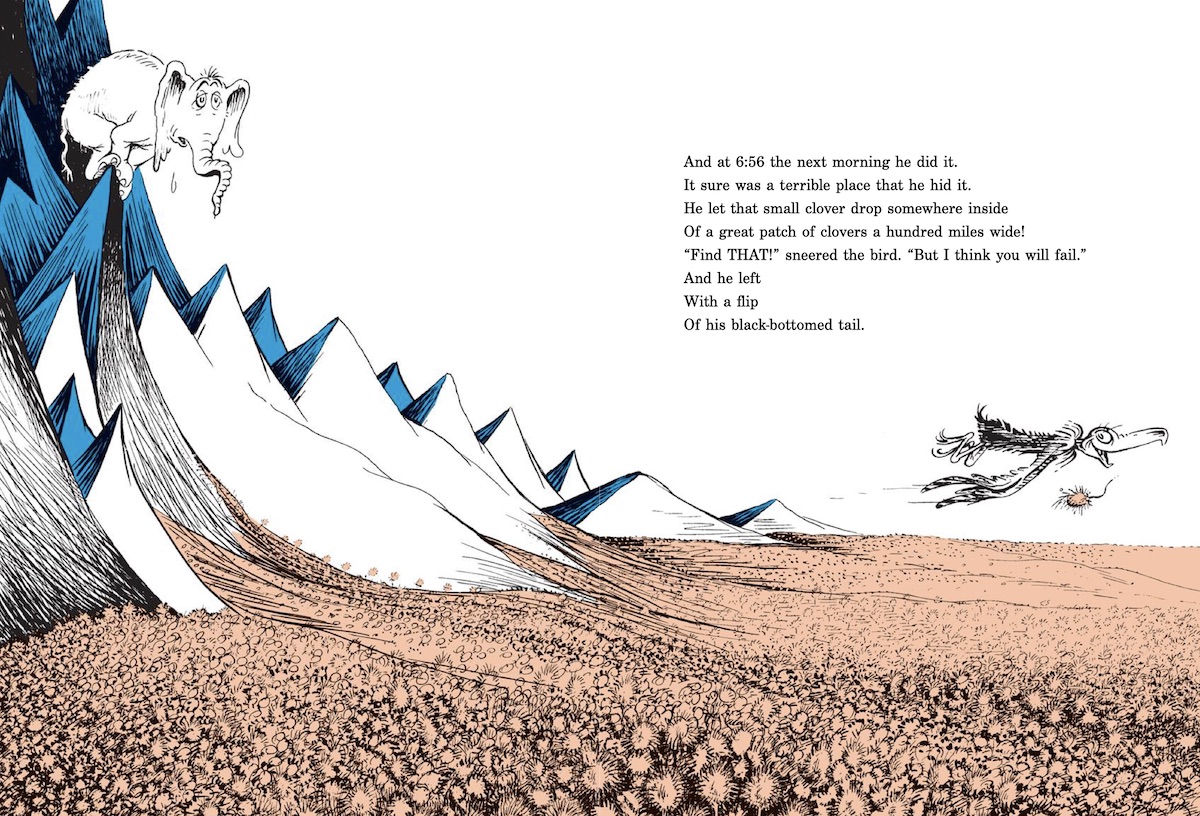 And at 6:56 the next morning he did it.
It sure was a terrible place that he hid it.
He let that small clover drop somewhere inside
Of a great patch of clovers a hundred miles wide!
“Find THAT!” sneered the bird. “But I think you will fail.”
And he left
With a flip
Of his black-bottomed tail.